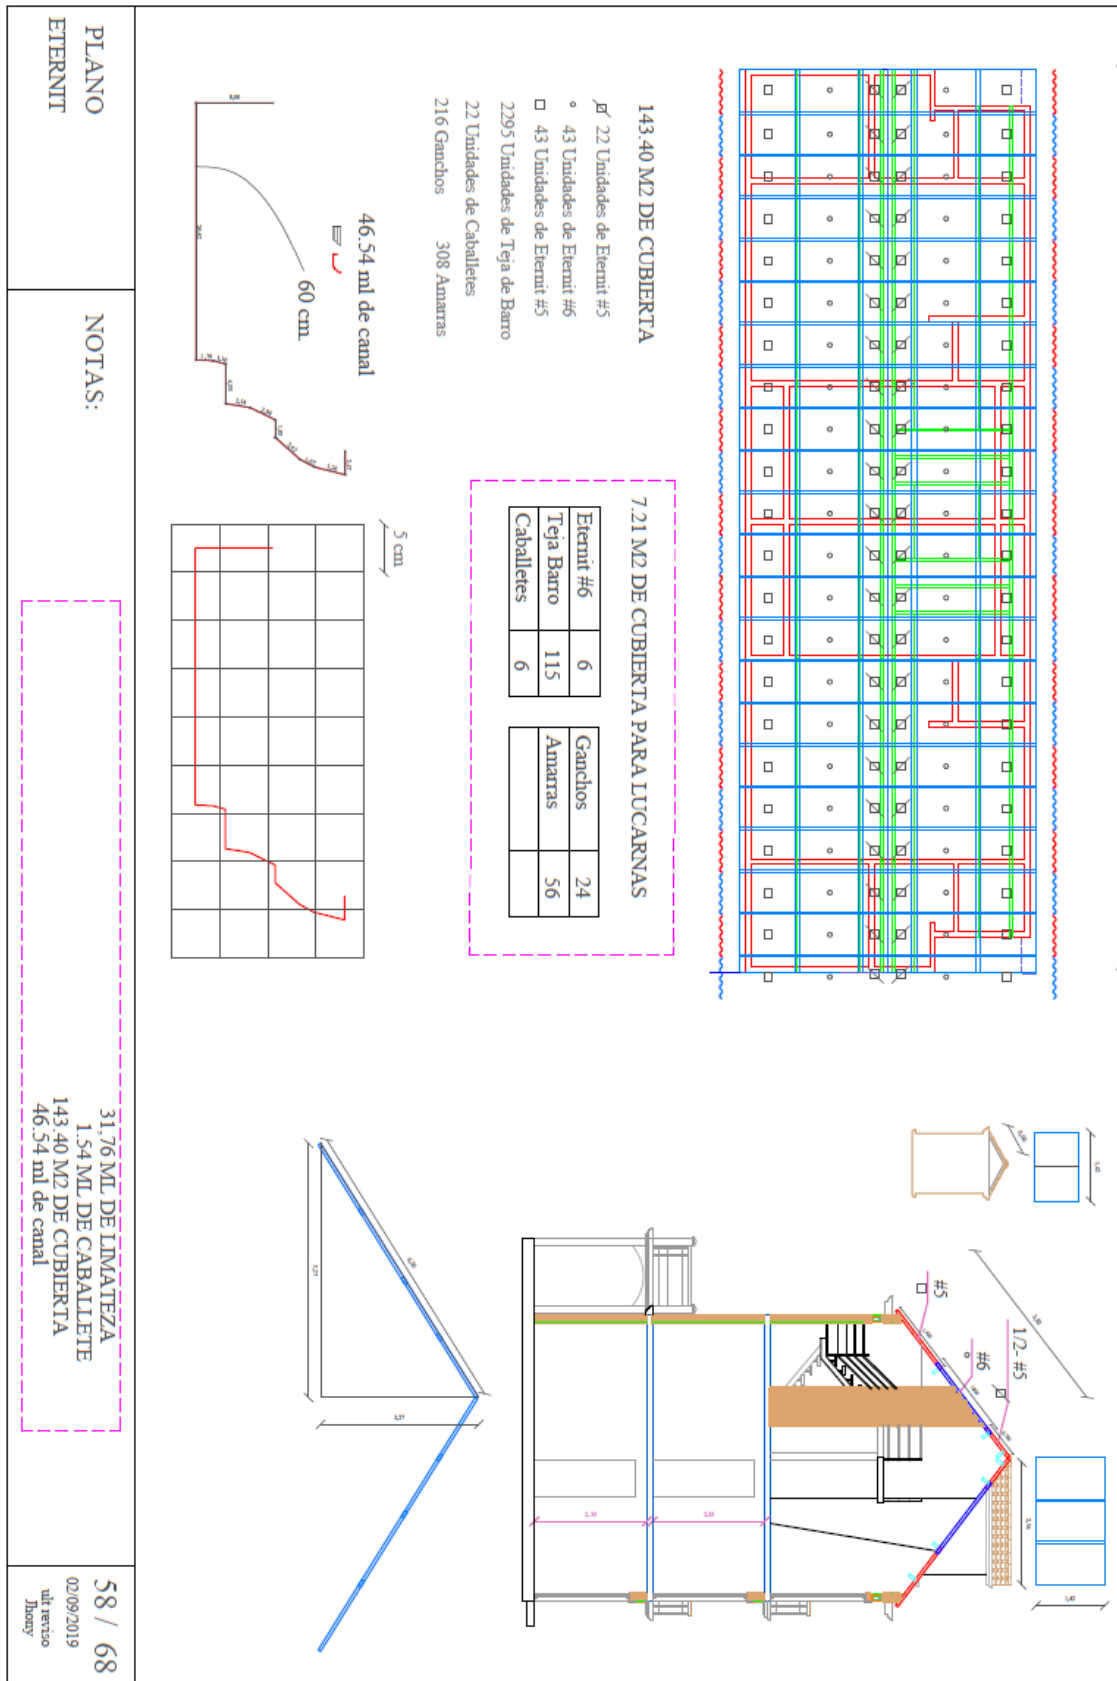 143.40 M2 DE CUBIERTA
22 Unidades de Eternit #5
43 Unidades de Eternit #6
43 Unidades de Eternit #5
2295 Unidades de Teja de Barro
22 Unidades de Caballetes
216 Ganchos 308 Amarras
46.54 ml de canal
60 cm.
7.21 M2 DE CUBIERTA PARA LUCARNAS
Eternit #6 6
Teja Barro 115
Caballetes 6
Ganchos 24
Amarras 56
5 cm
#5
#6
1/2- #5
PLANO
ETERNIT
NOTAS:
31,76 ML DE LIMATEZA
1.54 ML DE CABALLETE
143.40 M2 DE CUBIERTA
46.54 ml de canal
58 / 68
02/09/2019
ult reviso
Jhony